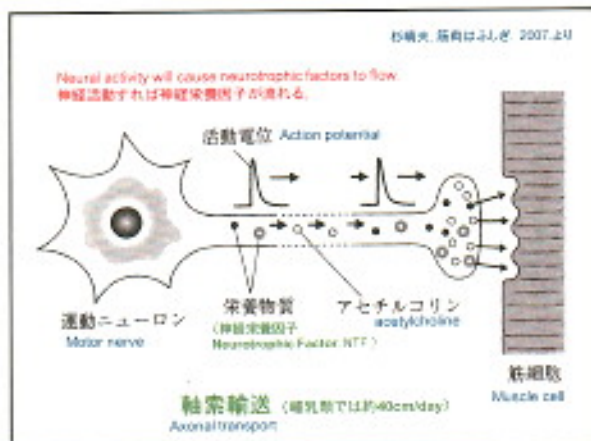 杉晴夫, 筋肉はふしぎ. 2007.より
Neural activity will cause neurotrophic factors to flow.
神経活動すれば神経栄養因子が流れる.
活動電位 Action potential
運動ニューロン
Motor nerve
栄養物質
(神経栄養因子
Neurotrophic Factor: NTF)
アセチルコリン
acetylcholine
筋細胞
Muscle cell
軸索輸送 (哺乳類では約40cm/day)
Axonal transport